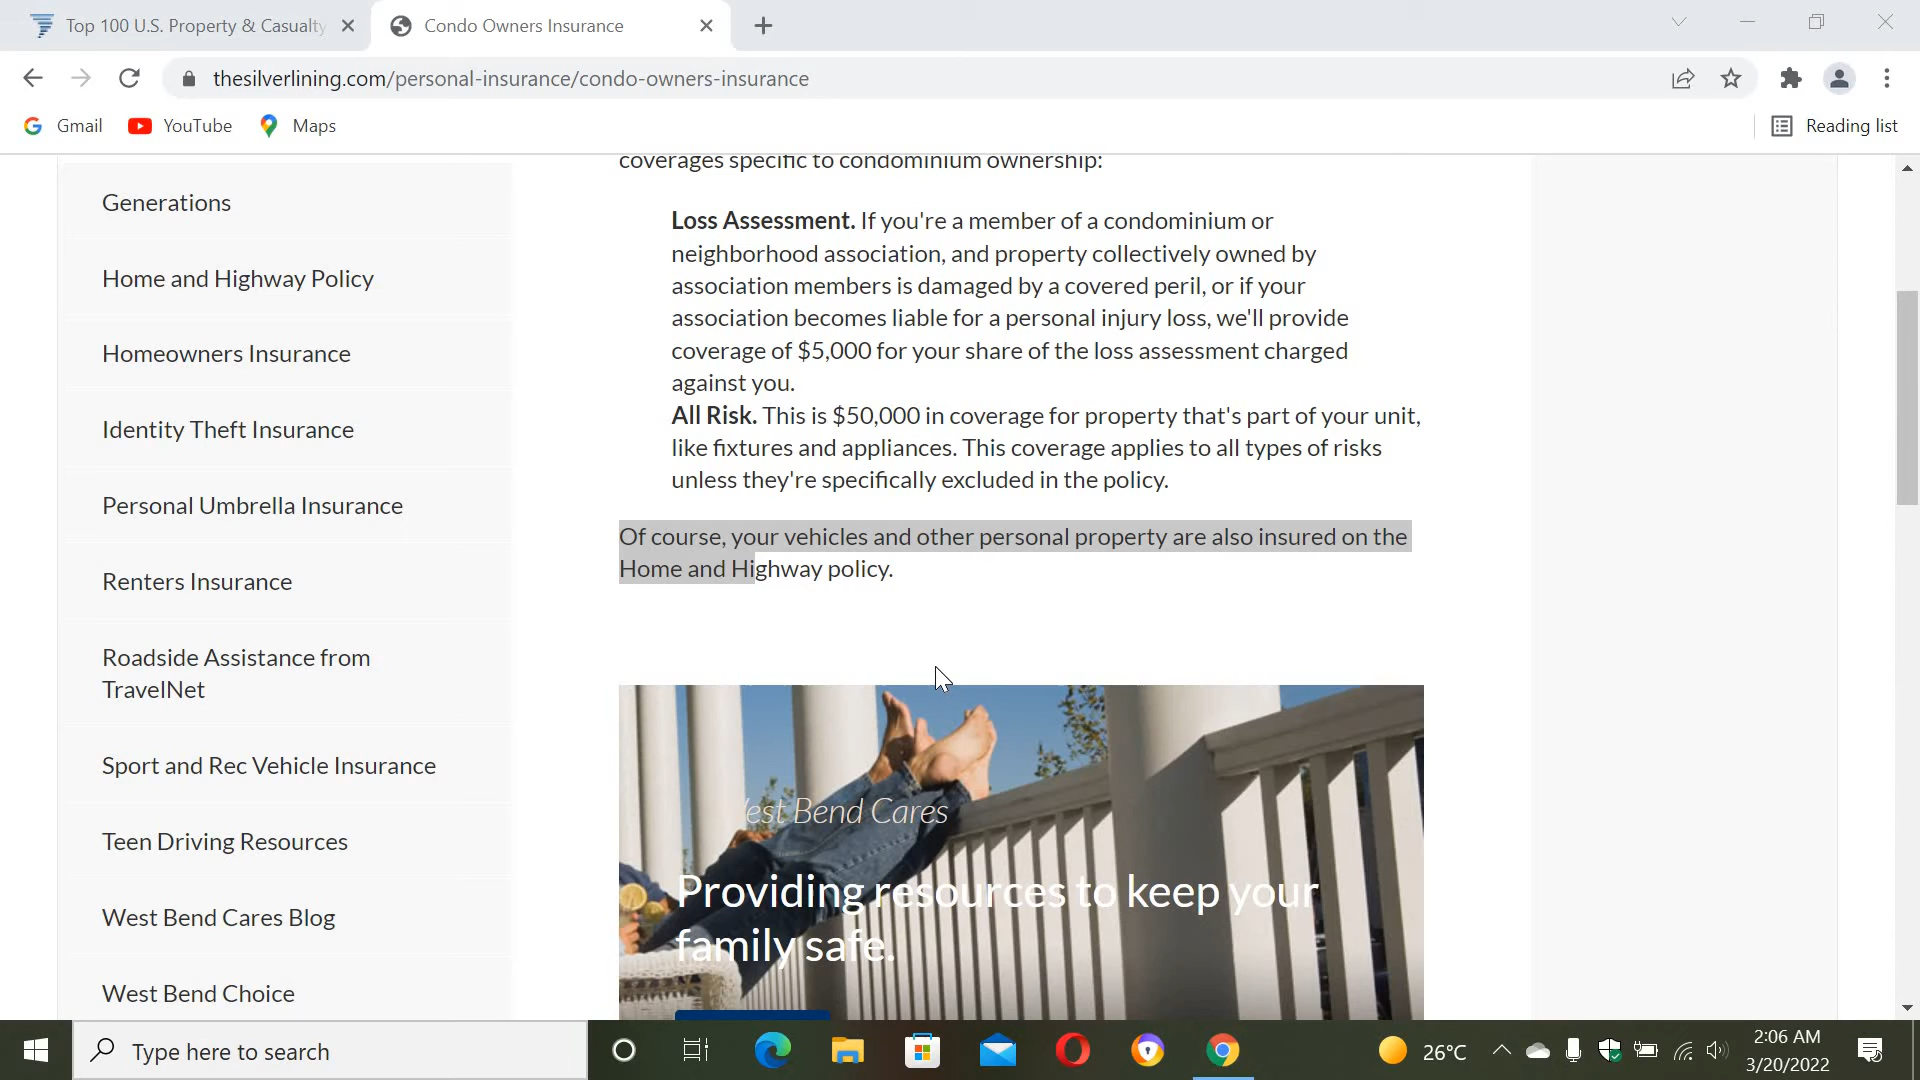 Top 100 U.S. Property & Casualty
Condo Owners Insurance
thesilverlining.com/personal-insurance/condo-owners-insurance
Gmail
YouTube
Maps
Reading list
Generations
Home and Highway Policy
Homeowners Insurance
Identity Theft Insurance
Personal Umbrella Insurance
Renters Insurance
Roadside Assistance from
TravelNet
Sport and Rec Vehicle Insurance
Teen Driving Resources
West Bend Cares Blog
West Bend Choice
coverages specific to condominium ownership:
Loss Assessment. If you're a member of a condominium or
neighborhood association, and property collectively owned by
association members is damaged by a covered peril, or if your
association becomes liable for a personal injury loss, we'll provide
coverage of $5,000 for your share of the loss assessment charged
against you.
All Risk. This is $50,000 in coverage for property that's part of your unit,
like fixtures and appliances. This coverage applies to all types of risks
unless they're specifically excluded in the policy.
Of course, your vehicles and other personal property are also insured on the
Home and Highway policy.
West Bend Cares
Providing resources to keep your
family safe.
Type here to search
26°C
2:06 AM
3/20/2022